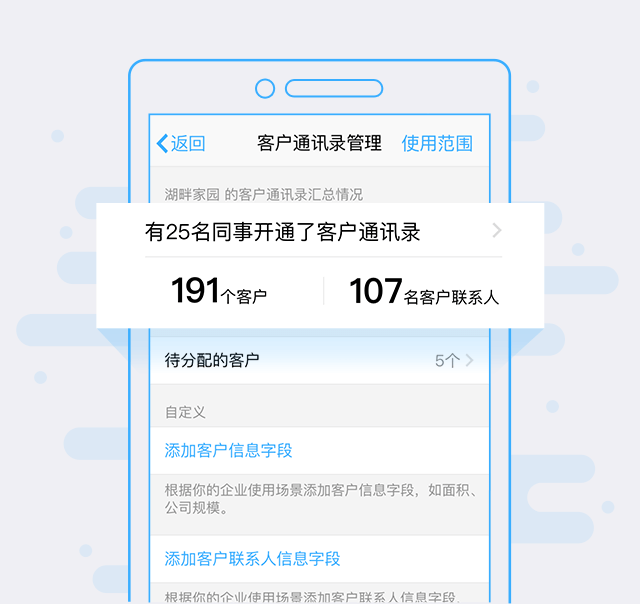 返回 客户通讯录管理 使用范围
湖畔家园 的客户通讯录汇总情况
有25名同事开通了客户通讯录
191个客户 107名客户联系人
待分配的客户 5个
自定义
添加客户信息字段
根据你的企业使用场景添加客户信息字段，如面积、
公司规模。
添加客户联系人信息字段
根据你的企业使用场景添加客户联系人信息字段、